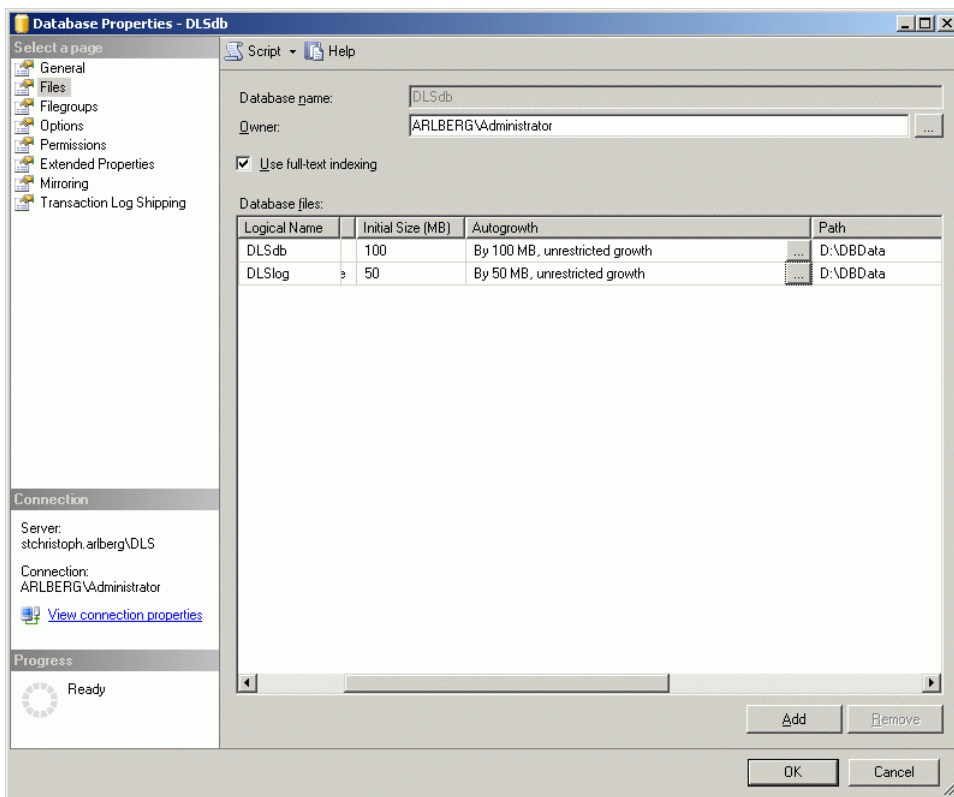 Database Properties - DLSdb
Select a page
General
Files
Filegroups
Options
Permissions
Extended Properties
Mirroring
Transaction Log Shipping
Script Help
Database name: DLSdb
Owner: ARLBERG\Administrator ...
Use full-text indexing
Database files:
Logical Name Initial Size (MB) Autogrowth Path
DLSdb 100 By 100 MB, unrestricted growth ... D:\DBData
DLSlog e 50 By 50 MB, unrestricted growth ... D:\DBData
Connection
Server:
stchristoph.arlberg\DLS
Connection:
ARLBERG\Administrator
View connection properties
Progress
Ready
Add Remove
OK Cancel